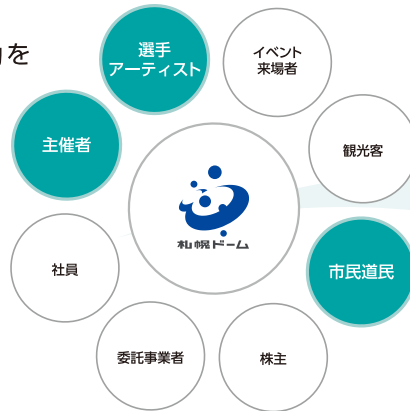 を
選手
アーティスト
イベント
来場者
主催者
観光客
札幌ドーム
社員
市民道民
委託事業者
株主